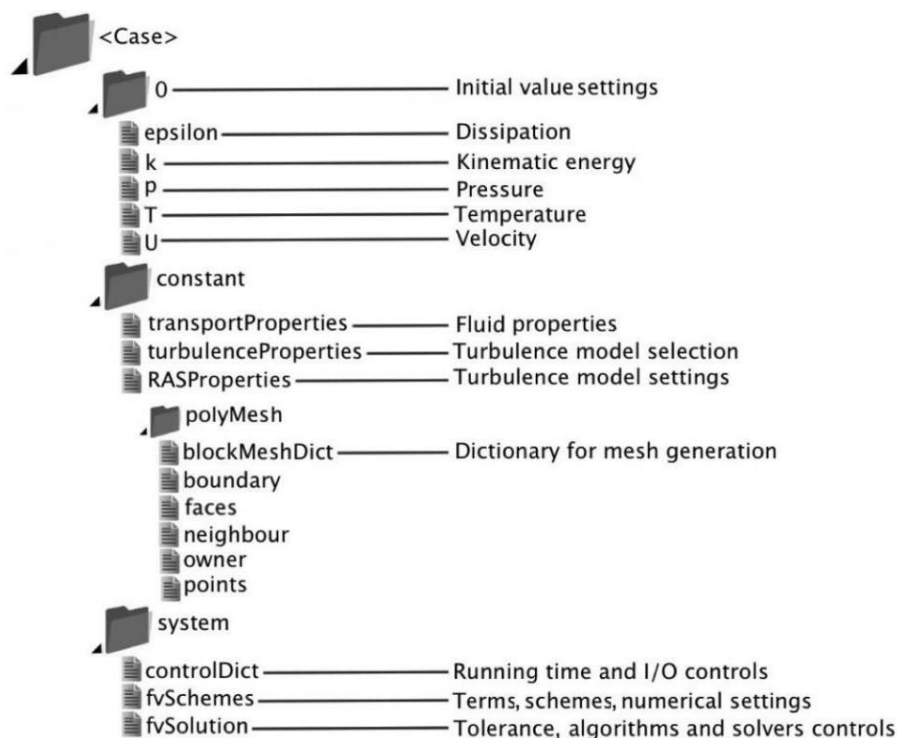 <Case>
0 Initial value settings
epsilon Dissipation
k Kinematic energy
p Pressure
T Temperature
U Velocity
constant
transportProperties Fluid properties
turbulenceProperties Turbulence model selection
RASProperties Turbulence model settings
polyMesh
blockMeshDict Dictionary for mesh generation
boundary
faces
neighbour
owner
points
system
controlDict Running time and I/O controls
fvSchemes Terms, schemes, numerical settings
fvSolution Tolerance, algorithms and solvers controls